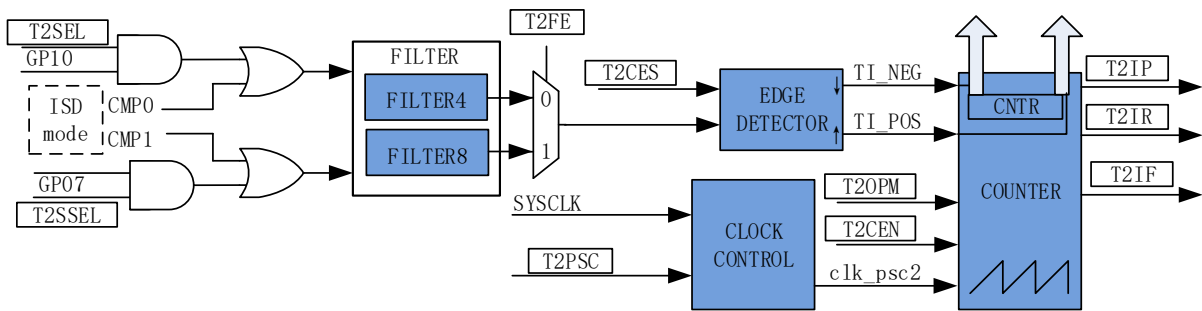 T2SEL
GP10
ISD
mode
CMP0
CMP1
GP07
T2SSEL
FILTER
FILTER4
FILTER8
T2FE
0
1
T2CES
EDGE
DETECTOR
TI_NEG
TI_POS
SYSCLK
T2PSC
CLOCK
CONTROL
T2OPM
T2CEN
clk_psc2
CNTR
COUNTER
T2IP
T2IR
T2IF